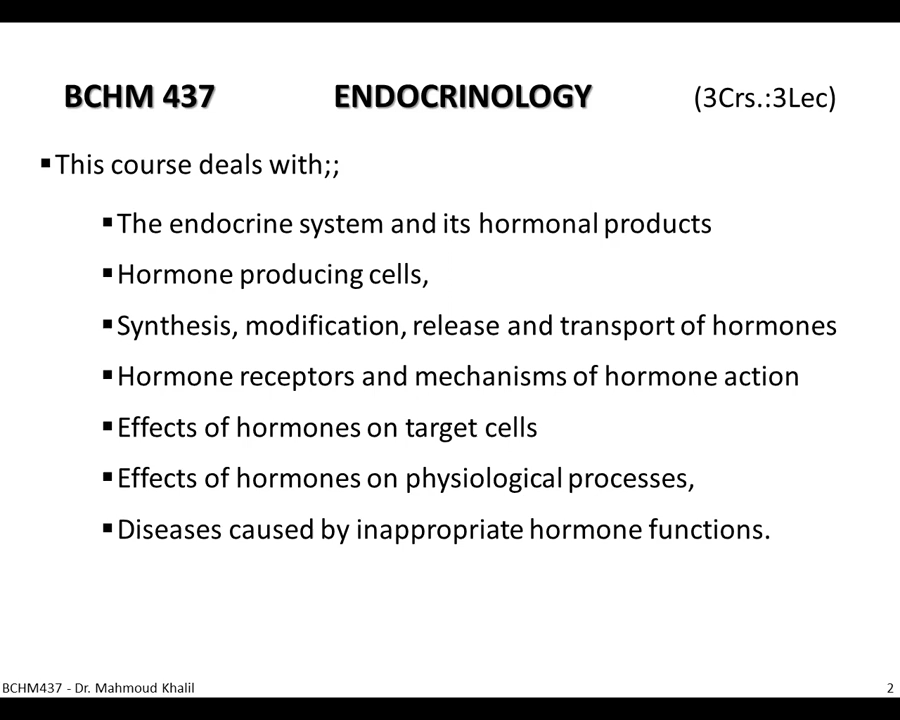 BCHM 437 ENDOCRINOLOGY (3Crs.:3Lec)
▪This course deals with;;
▪The endocrine system and its hormonal products
▪Hormone producing cells,
▪Synthesis, modification, release and transport of hormones
▪Hormone receptors and mechanisms of hormone action
▪Effects of hormones on target cells
▪Effects of hormones on physiological processes,
▪Diseases caused by inappropriate hormone functions.
BCHM437 - Dr. Mahmoud Khalil 2